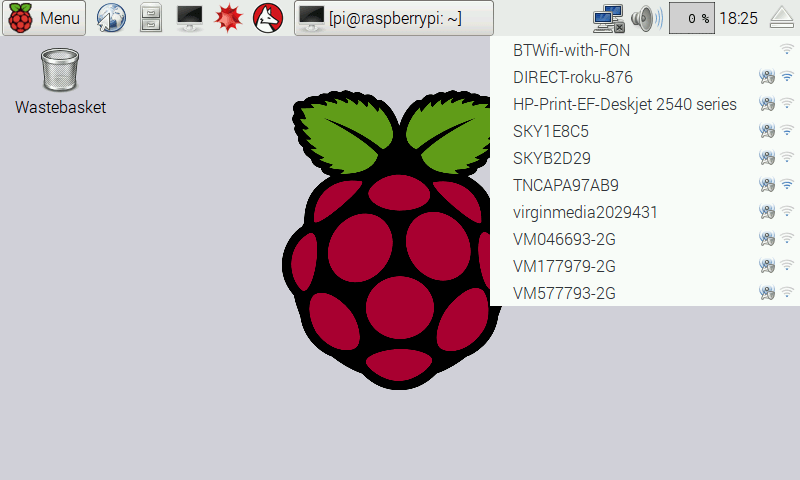 Menu
[pi@raspberrypi: ~]
0 %
18:25
Wastebasket
BTWifi-with-FON
DIRECT-roku-876
HP-Print-EF-Deskjet 2540 series
SKY1E8C5
SKYB2D29
TNCAPA97AB9
virginmedia2029431
VM046693-2G
VM177979-2G
VM577793-2G